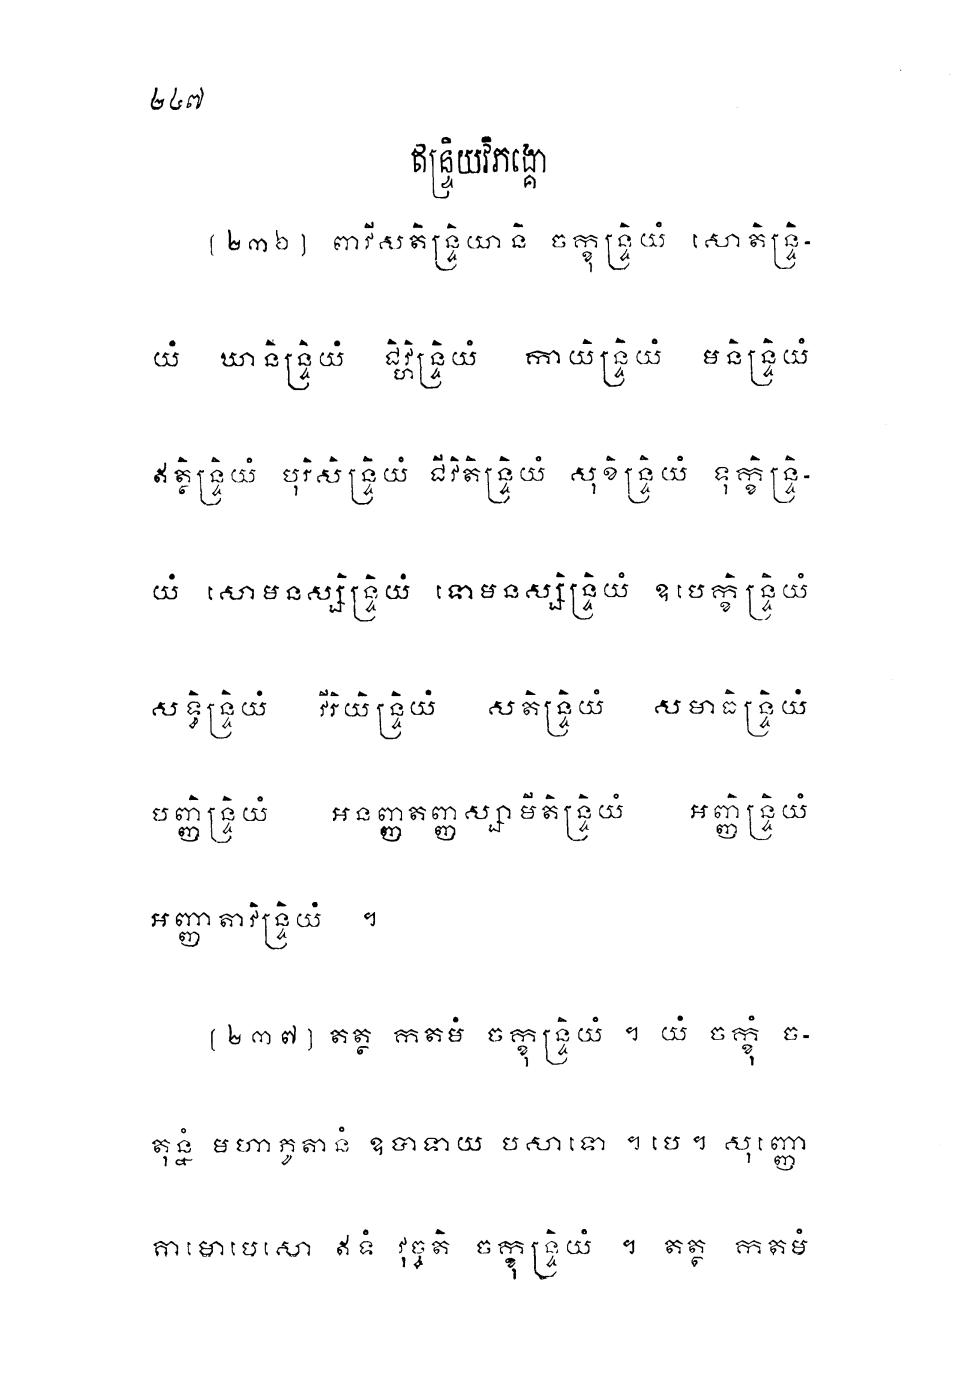 ២៤៧
ឥន្ទ្រិយវិភង្គោ
(២៣៦) ពាវីសតិន្ទ្រិយានិ ចក្ខុន្ទ្រិយំ សោតិន្ទ្រិ-
យំ ឃានិន្ទ្រិយំ ជិវ្ហិន្ទ្រិយំ កាយិន្ទ្រិយំ មនិន្ទ្រិយំ
ឥត្ថិន្ទ្រិយំ បុរិសិន្ទ្រិយំ ជីវិតិន្ទ្រិយំ សុខិន្ទ្រិយំ ទុក្ខិន្ទ្រិ-
យំ សោមនស្សិន្ទ្រិយំ ទោមនស្សិន្ទ្រិយំ ឧបេក្ខិន្ទ្រិយំ
សទ្ធិន្ទ្រិយំ វីរិយិន្ទ្រិយំ សតិន្ទ្រិយំ សមាធិន្ទ្រិយំ
បញ្ញិន្ទ្រិយំ អនញ្ញតញ្ញស្សាមីតិន្ទ្រិយំ អញ្ញិន្ទ្រិយំ
អញ្ញាតាវិន្ទ្រិយំ ។
(២៣៧) តត្ថ កតមំ ចក្ខុន្ទ្រិយំ ។ យំ ចក្ខុំ ច-
តុន្នំ មហាភូតានំ ឧបាទាយ បសាទោ ។ បេ ។ សុញ្ញោ
គាមោបេសោ ឥទំ វុច្ចតិ ចក្ខុន្ទ្រិយំ ។ តត្ថ កតមំ